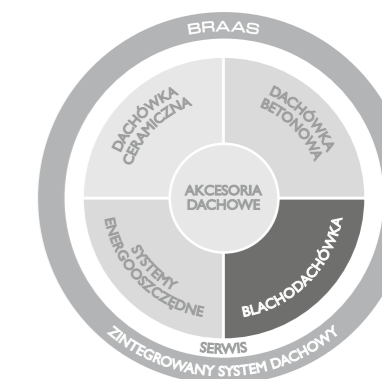 BRAAS
DACHÓWKA
CERAMICZNA
DACHÓWKA
BETONOWA
AKCESORIA
DACHOWE
SYSTEMY
ENERGOOSZCZĘDNE
BLACHODACHÓWKA
SERWIS
ZINTEGROWANY SYSTEM DACHOWY